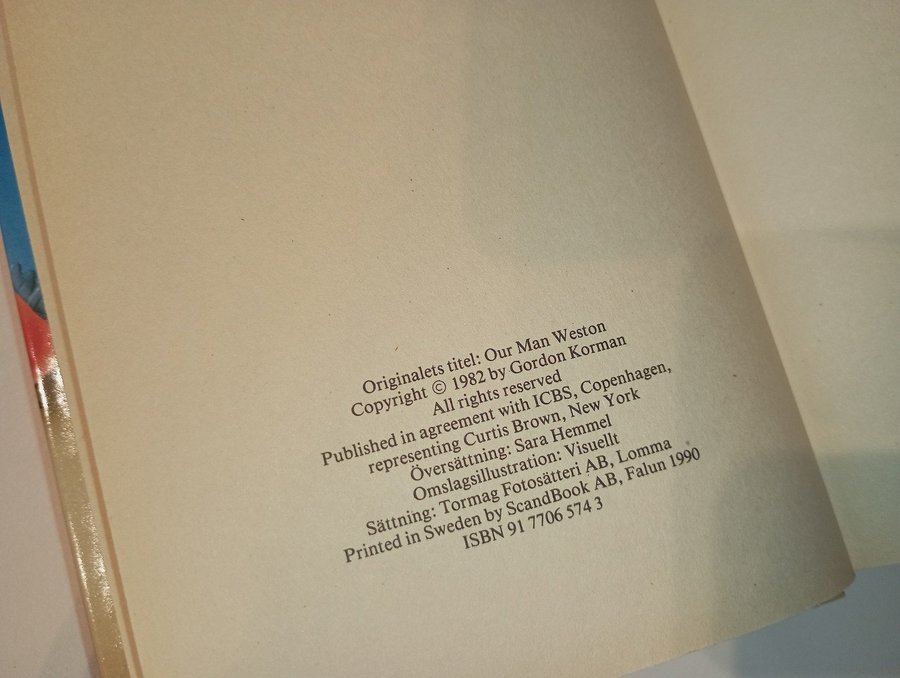 Originalets titel: Our Man Weston
Copyright © 1982 by Gordon Korman
All rights reserved
Published in agreement with ICBS, Copenhagen,
representing Curtis Brown, New York
Översättning: Sara Hemmel
Omslagsillustration: Visuellt
Sättning: Tormag Fotosätteri AB, Lomma
Printed in Sweden by ScandBook AB, Falun 1990
ISBN 91 7706 574 3